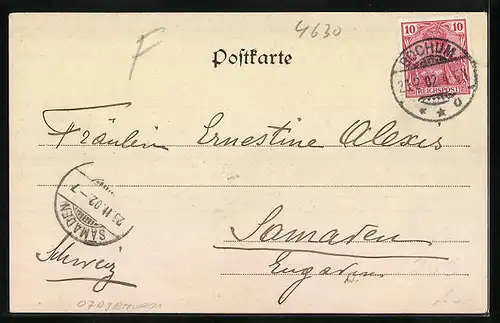 4630
F
Postkarte
10 10
REICHSPOST
BOCHUM
Fräulein Ernestine Alexis
SAMADEN
Samaden
Schweiz
Engadin